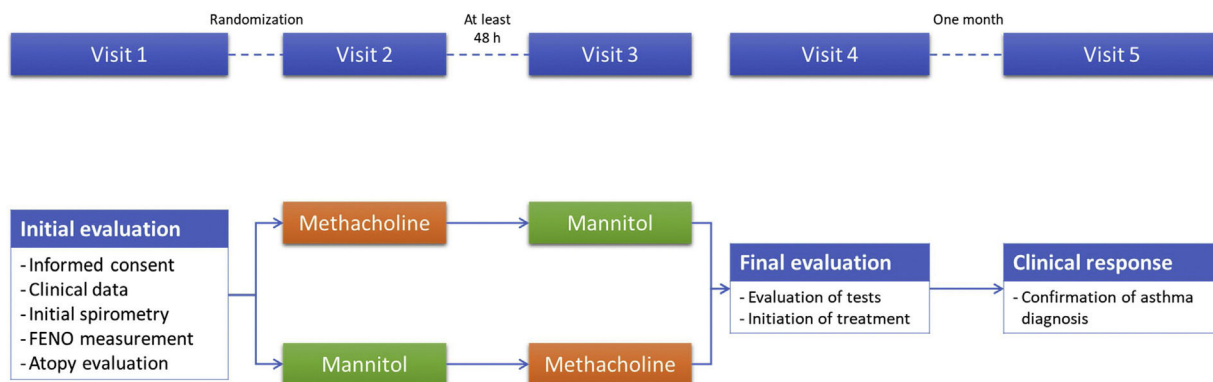 Randomization
At least
48 h
One month
Visit 1
Visit 2
Visit 3
Visit 4
Visit 5
Initial evaluation
- Informed consent
- Clinical data
- Initial spirometry
- FENO measurement
- Atopy evaluation
Methacholine
Mannitol
Mannitol
Methacholine
Final evaluation
- Evaluation of tests
- Initiation of treatment
Clinical response
- Confirmation of asthma
diagnosis